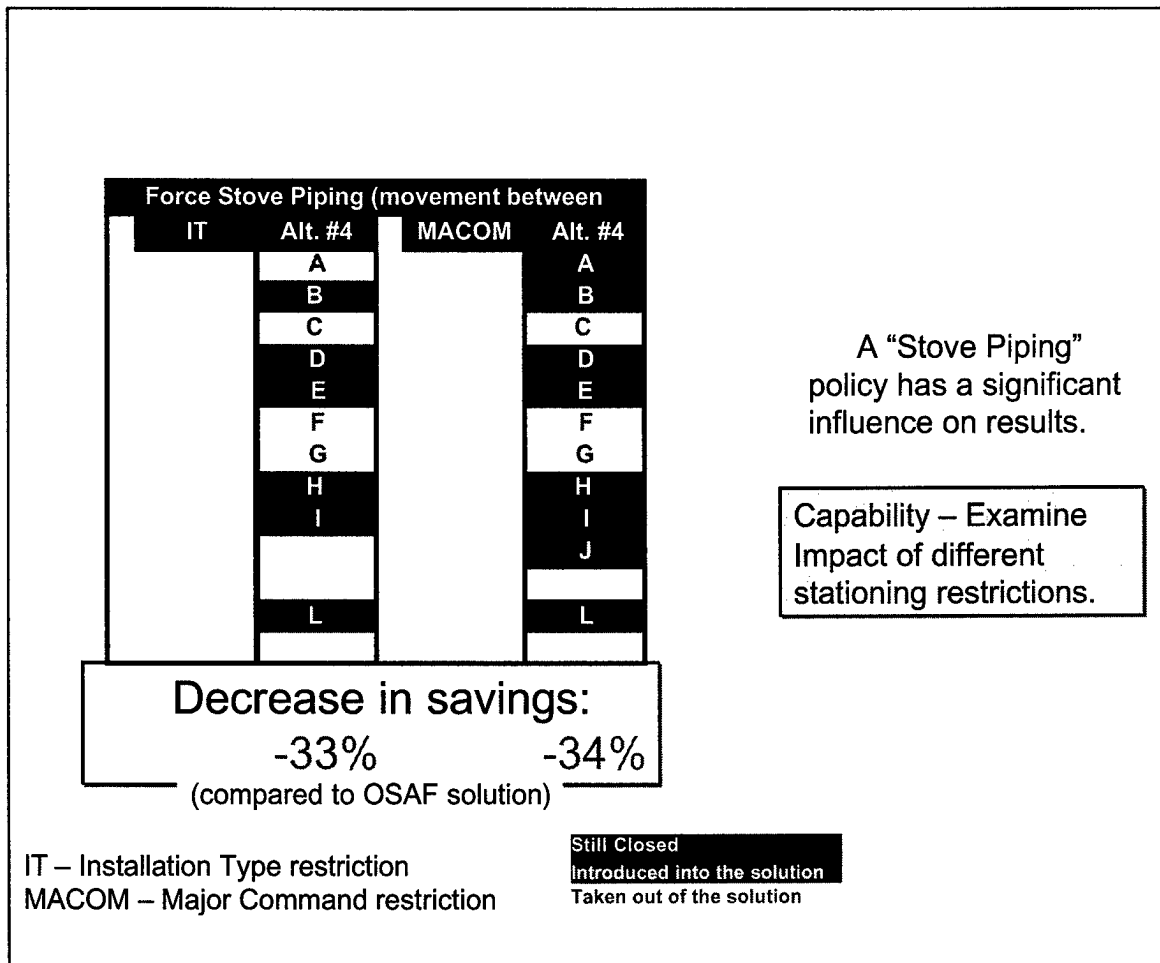 Force Stove Piping (movement between
IT Alt. #4 MACOM Alt. #4
A A
B B
C C
D D
E E
F F
G G
H H
I I
J
L L
Decrease in savings:
-33% -34%
(compared to OSAF solution)
A “Stove Piping”
policy has a significant
influence on results.
Capability – Examine
Impact of different
stationing restrictions.
IT – Installation Type restriction
MACOM – Major Command restriction
Still Closed
Introduced into the solution
Taken out of the solution